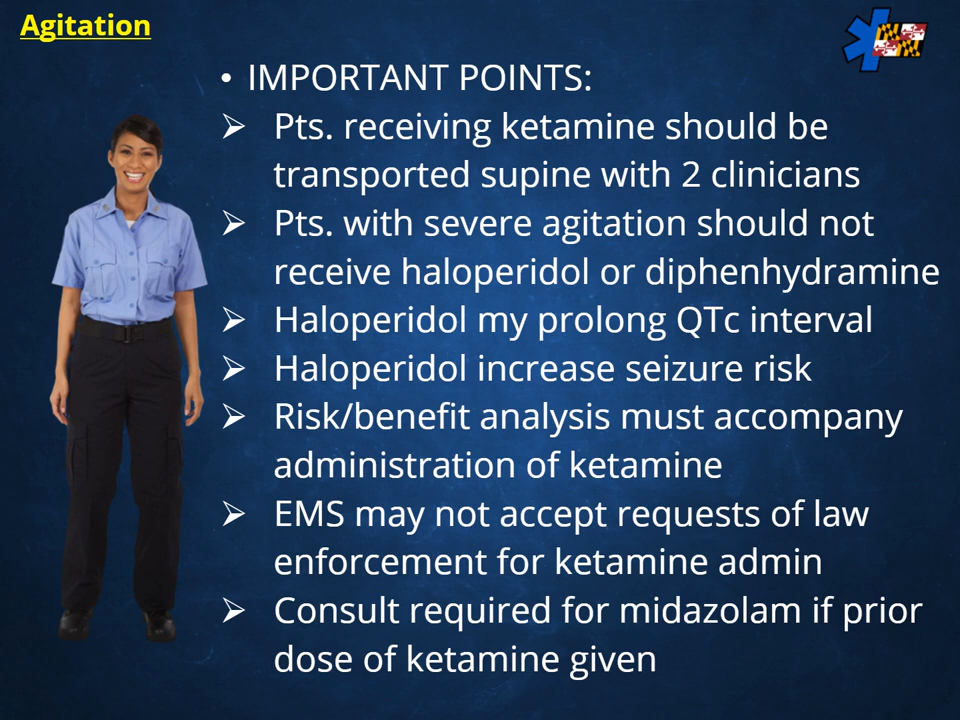 Agitation
• IMPORTANT POINTS:
➢ Pts. receiving ketamine should be
transported supine with 2 clinicians
➢ Pts. with severe agitation should not
receive haloperidol or diphenhydramine
➢ Haloperidol my prolong QTc interval
➢ Haloperidol increase seizure risk
➢ Risk/benefit analysis must accompany
administration of ketamine
➢ EMS may not accept requests of law
enforcement for ketamine admin
➢ Consult required for midazolam if prior
dose of ketamine given